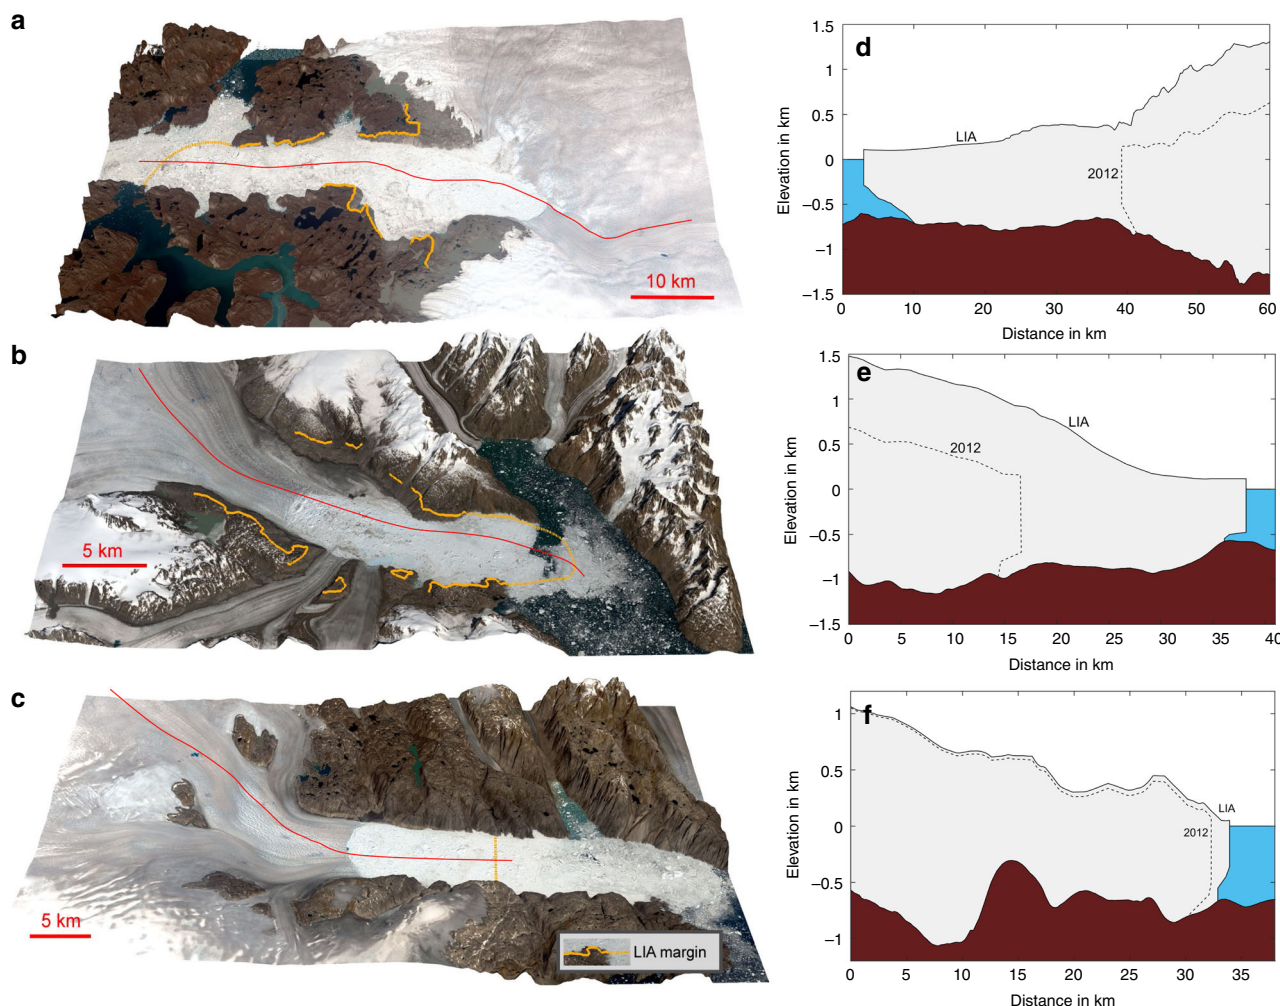 a
10 km
b
5 km
c
5 km
LIA margin
d
1.5
1
0.5
0
−0.5
−1
−1.5
Elevation in km
LIA
2012
0 10 20 30 40 50 60
Distance in km
e
1.5
1
0.5
0
−0.5
−1
−1.5
Elevation in km
LIA
2012
0 5 10 15 20 25 30 35 40
Distance in km
f
1
0.5
0
−0.5
−1
Elevation in km
LIA
2012
0 5 10 15 20 25 30 35
Distance in km